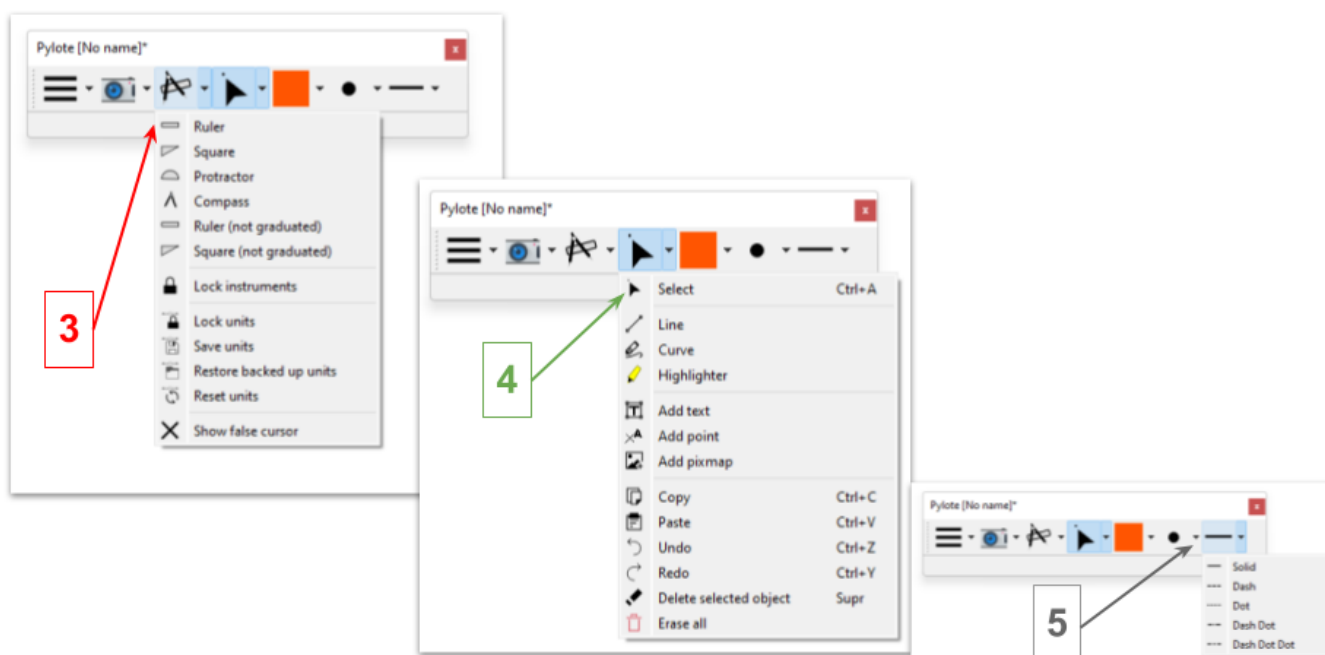 Pylote [No name]*
x
Ruler
Square
Protractor
Compass
Ruler (not graduated)
Square (not graduated)
Lock instruments
Lock units
Save units
Restore backed up units
Reset units
Show false cursor
3
Pylote [No name]*
x
Select Ctrl+A
Line
Curve
Highlighter
Add text
Add point
Add pixmap
Copy Ctrl+C
Paste Ctrl+V
Undo Ctrl+Z
Redo Ctrl+Y
Delete selected object Supr
Erase all
4
Pylote [No name]*
x
Solid
Dash
Dot
Dash Dot
Dash Dot Dot
5